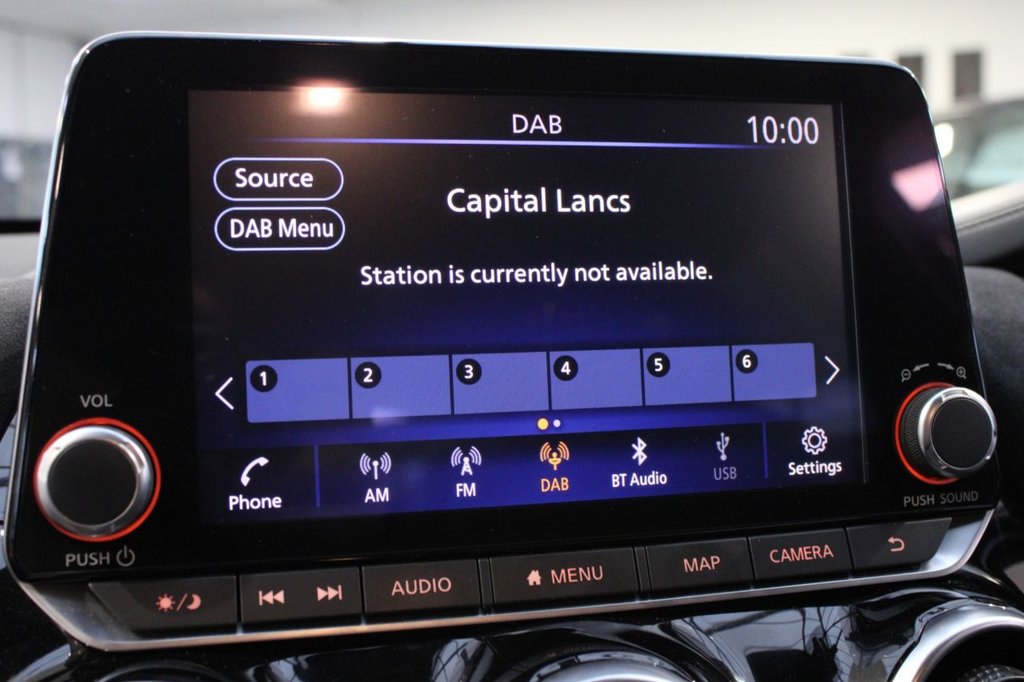 DAB
10:00
Source
Capital Lancs
DAB Menu
Station is currently not available.
1 2 3 4 5 6
VOL
Phone AM FM DAB BT Audio USB Settings
PUSH
PUSH SOUND
AUDIO MENU MAP CAMERA